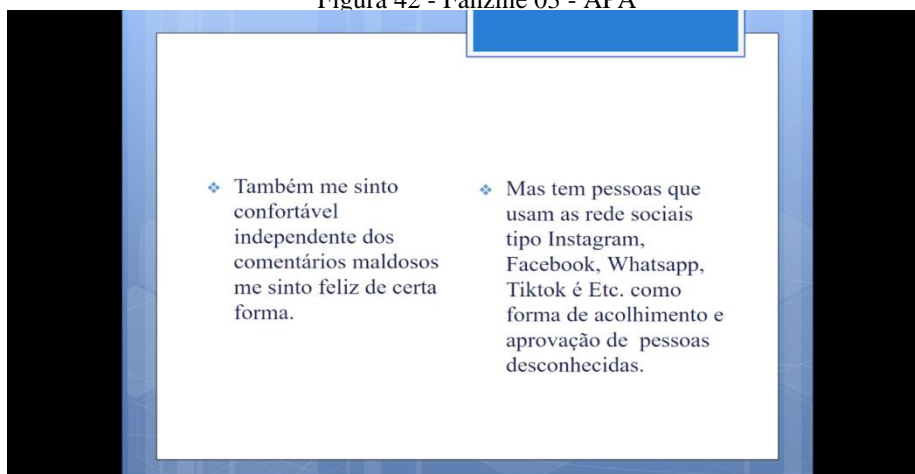 Figura 42 - Fanzine 03 - APA
Também me sinto
confortável
independente dos
comentários maldosos
me sinto feliz de certa
forma.
Mas tem pessoas que
usam as rede sociais
tipo Instagram,
Facebook, Whatsapp,
Tiktok é Etc. como
forma de acolhimento e
aprovação de pessoas
desconhecidas.